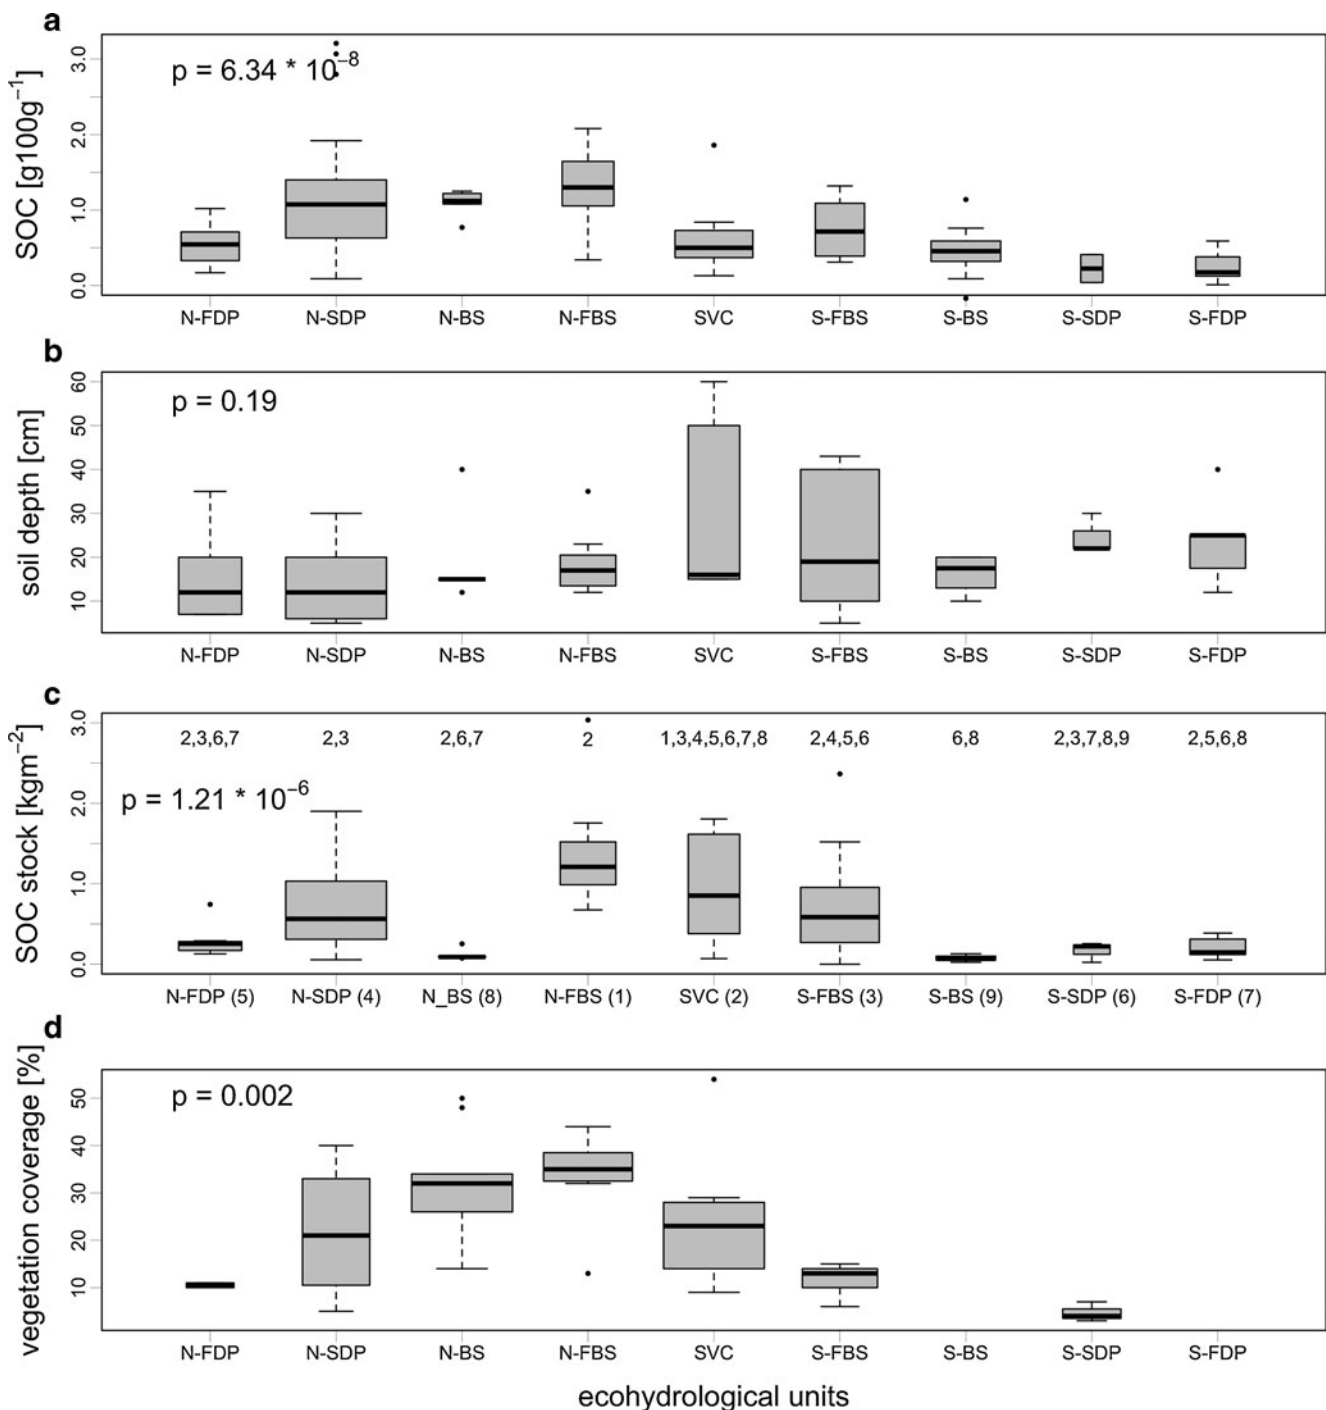 a
SOC [g100g⁻¹]
3.0
2.0
1.0
0.0
p = 6.34 * 10⁻⁸
N-FDP N-SDP N-BS N-FBS SVC S-FBS S-BS S-SDP S-FDP
b
soil depth [cm]
60
50
40
30
20
10
p = 0.19
N-FDP N-SDP N-BS N-FBS SVC S-FBS S-BS S-SDP S-FDP
c
SOC stock [kgm⁻²]
3.0
2.0
1.0
0.0
2,3,6,7 2,3 2,6,7 2 1,3,4,5,6,7,8 2,4,5,6 6,8 2,3,7,8,9 2,5,6,8
p = 1.21 * 10⁻⁶
N-FDP (5) N-SDP (4) N_BS (8) N-FBS (1) SVC (2) S-FBS (3) S-BS (9) S-SDP (6) S-FDP (7)
d
vegetation coverage [%]
50
40
30
20
10
p = 0.002
N-FDP N-SDP N-BS N-FBS SVC S-FBS S-BS S-SDP S-FDP
ecohydrological units